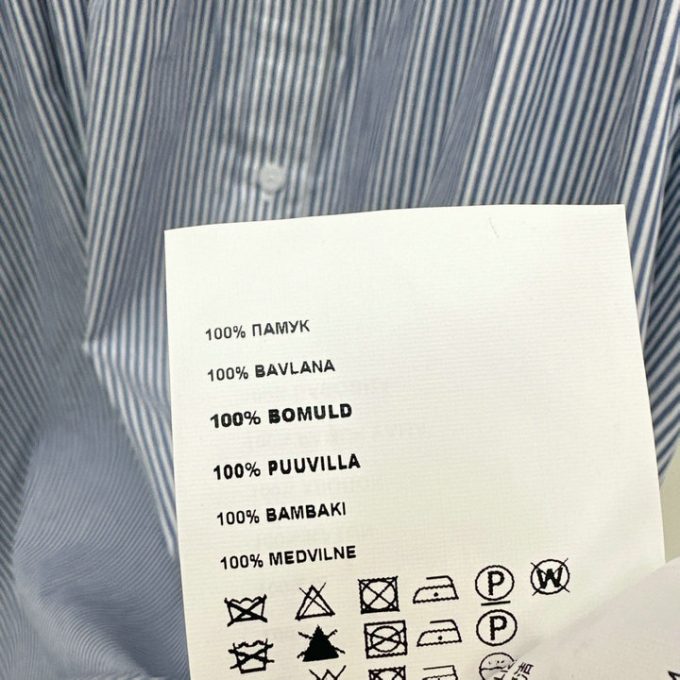 100% ПАМУК
100% BAVLANA
100% BOMULD
100% PUUVILLA
100% BAMBAKI
100% MEDVILNE
P W
P